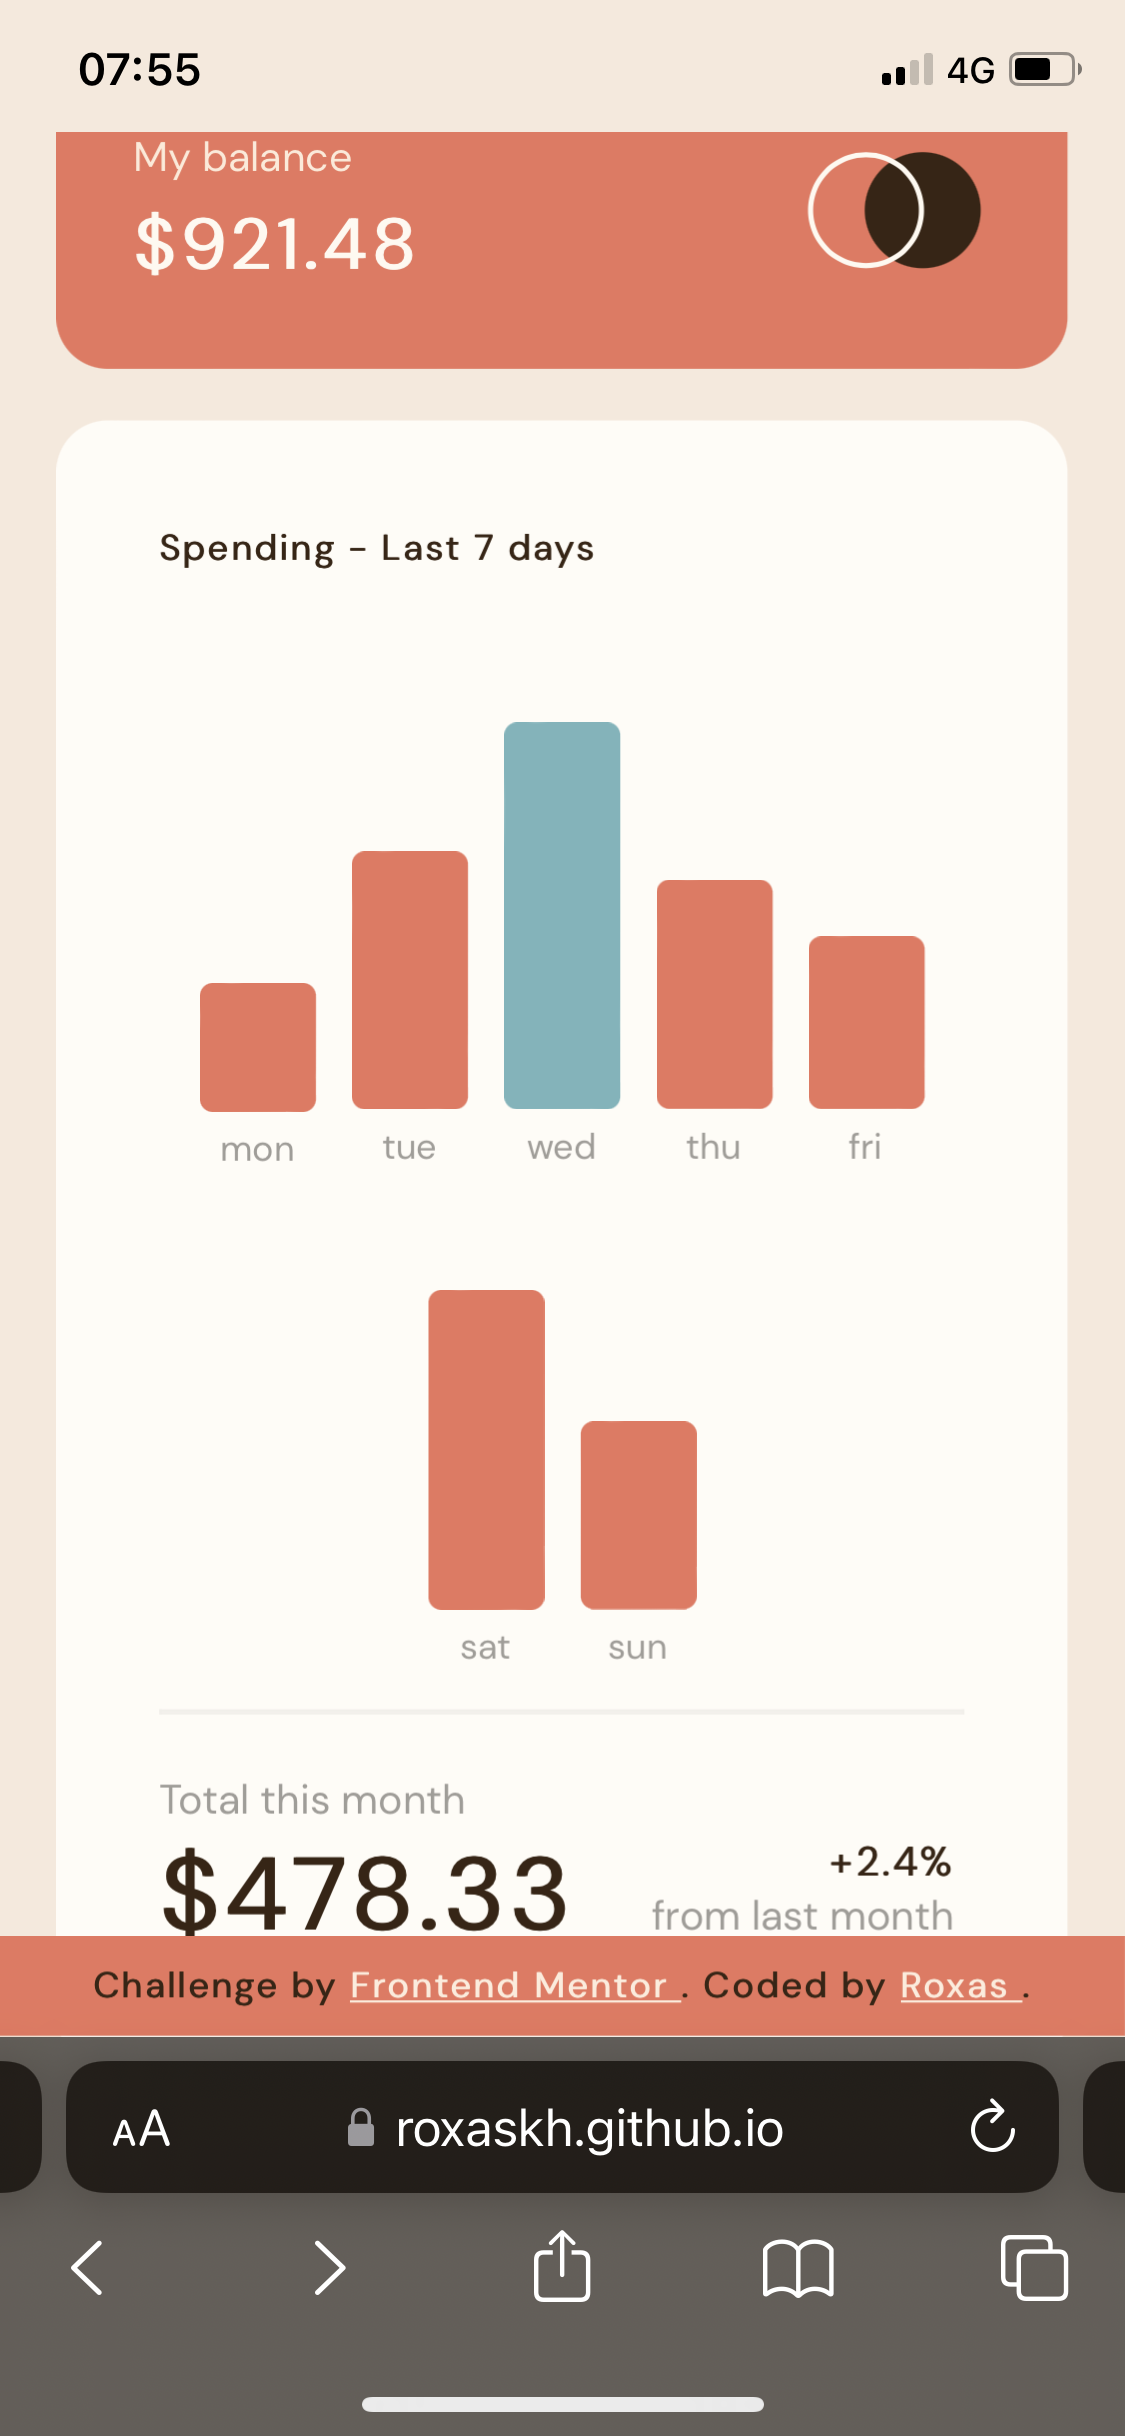 07:55 4G
My balance
$921.48
Spending - Last 7 days
mon tue wed thu fri
sat sun
Total this month
$478.33
+2.4%
from last month
Challenge by Frontend Mentor . Coded by Roxas .
AA roxaskh.github.io